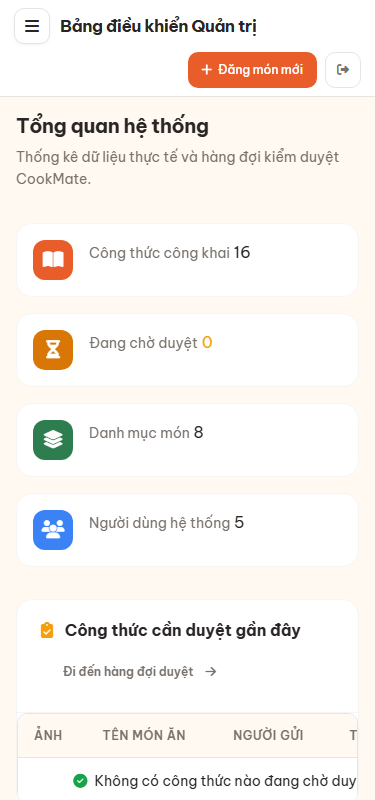 Bảng điều khiển Quản trị
Đăng món mới
Tổng quan hệ thống
Thống kê dữ liệu thực tế và hàng đợi kiểm duyệt
CookMate.
Công thức công khai 16
Đang chờ duyệt 0
Danh mục món 8
Người dùng hệ thống 5
Công thức cần duyệt gần đây
Đi đến hàng đợi duyệt
ẢNH TÊN MÓN ĂN NGƯỜI GỬI T
Không có công thức nào đang chờ duy